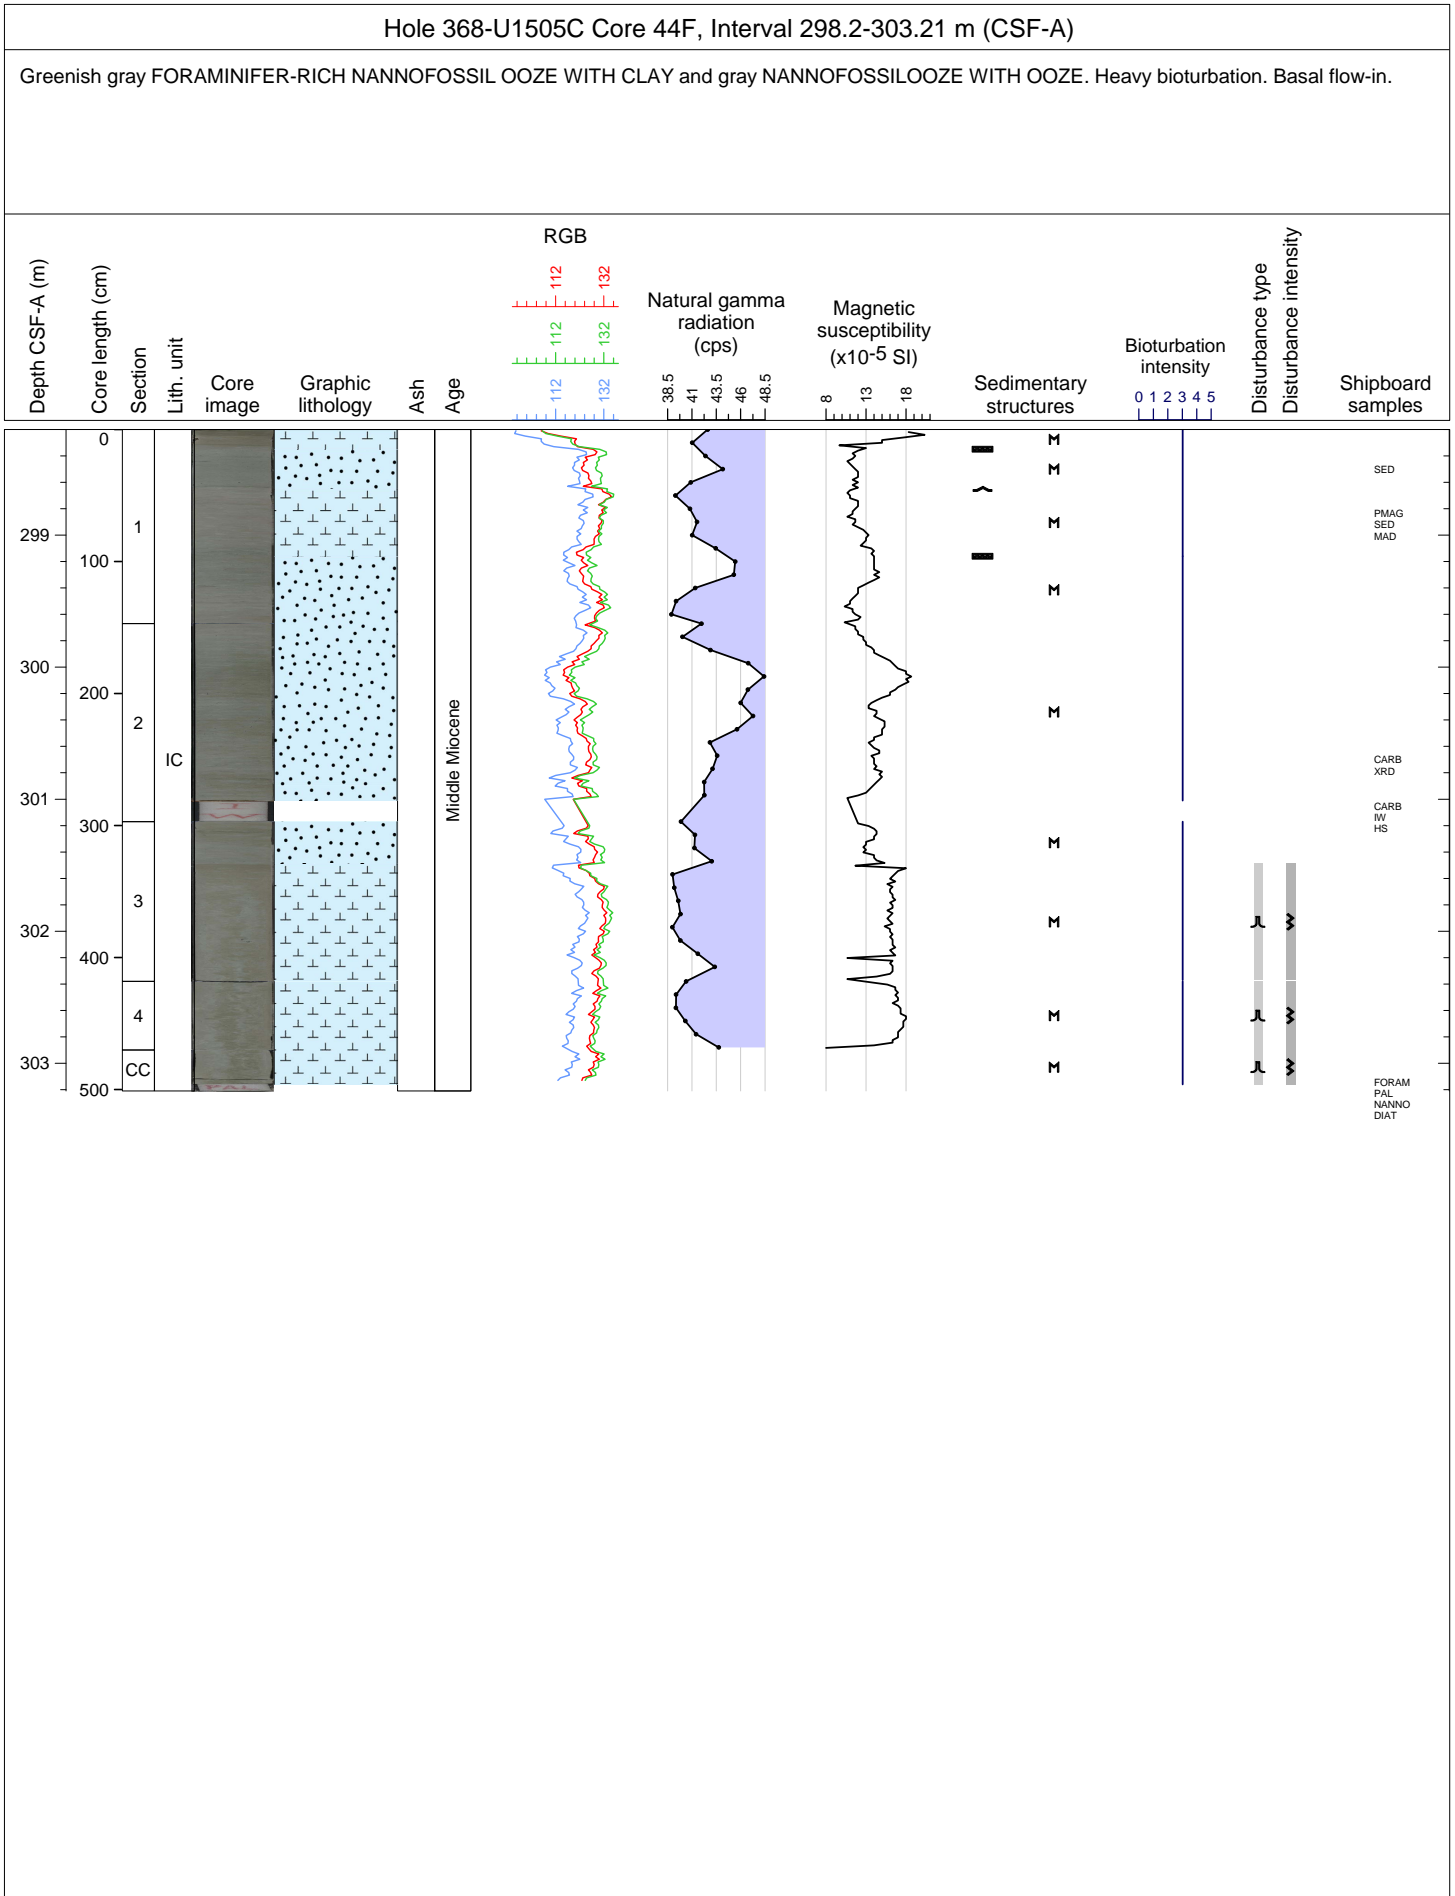 Hole 368-U1505C Core 44F, Interval 298.2-303.21 m (CSF-A)
Greenish gray FORAMINIFER-RICH NANNOFOSSIL OOZE WITH CLAY and gray NANNOFOSSILOOZE WITH OOZE. Heavy bioturbation. Basal flow-in.
Depth CSF-A (m)
Core length (cm)
Section
Lith. unit
Core
image
Graphic
lithology
Ash
Age
RGB
112 132
112 132
112 132
Natural gamma
radiation
(cps)
38.5 41 43.5 46 48.5
Magnetic
susceptibility
(x10-5 SI)
8 13 18
Sedimentary
structures
Bioturbation
intensity
0 1 2 3 4 5
Disturbance type
Disturbance intensity
Shipboard
samples
299
300
301
302
303
0
100
200
300
400
500
1
2
3
4
CC
IC
Middle Miocene
SED
PMAG
SED
MAD
CARB
XRD
CARB
IW
HS
FORAM
PAL
NANNO
DIAT